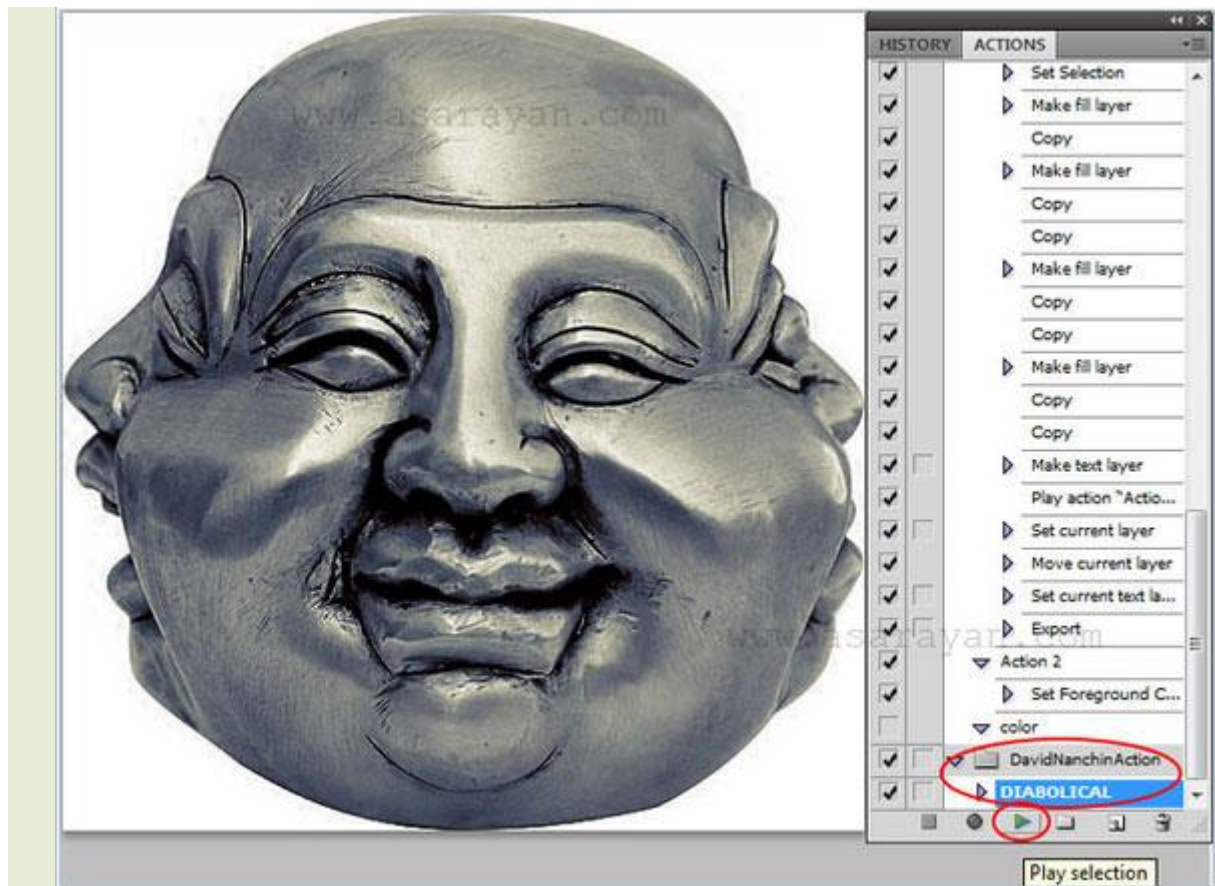 HISTORY ACTIONS
Set Selection
Make fill layer
www.asarayan.com
Copy
Make fill layer
Copy
Copy
Make fill layer
Copy
Copy
Make fill layer
Copy
Copy
Make text layer
Play action "Actio...
Set current layer
Move current layer
Set current text la...
Export
www.asarayan.com
Action 2
Set Foreground C...
color
DavidNanchinAction
DIABOLICAL
Play selection